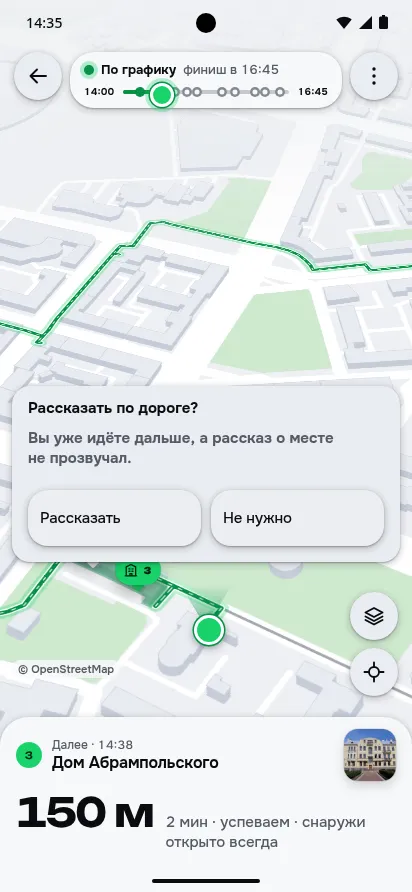 14:35
По графику финиш в 16:45
14:00 16:45
Рассказать по дороге?
Вы уже идёте дальше, а рассказ о месте
не прозвучал.
Рассказать Не нужно
3
© OpenStreetMap
3 Далее · 14:38
Дом Абрампольского
150 м 2 мин · успеваем · снаружи
открыто всегда